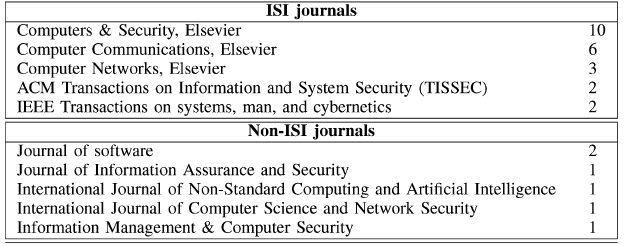 ISI journals
Computers & Security, Elsevier 10
Computer Communications, Elsevier 6
Computer Networks, Elsevier 3
ACM Transactions on Information and System Security (TISSEC) 2
IEEE Transactions on systems, man, and cybernetics 2
Non-ISI journals
Journal of software 2
Journal of Information Assurance and Security 1
International Journal of Non-Standard Computing and Artificial Intelligence 1
International Journal of Computer Science and Network Security 1
Information Management & Computer Security 1